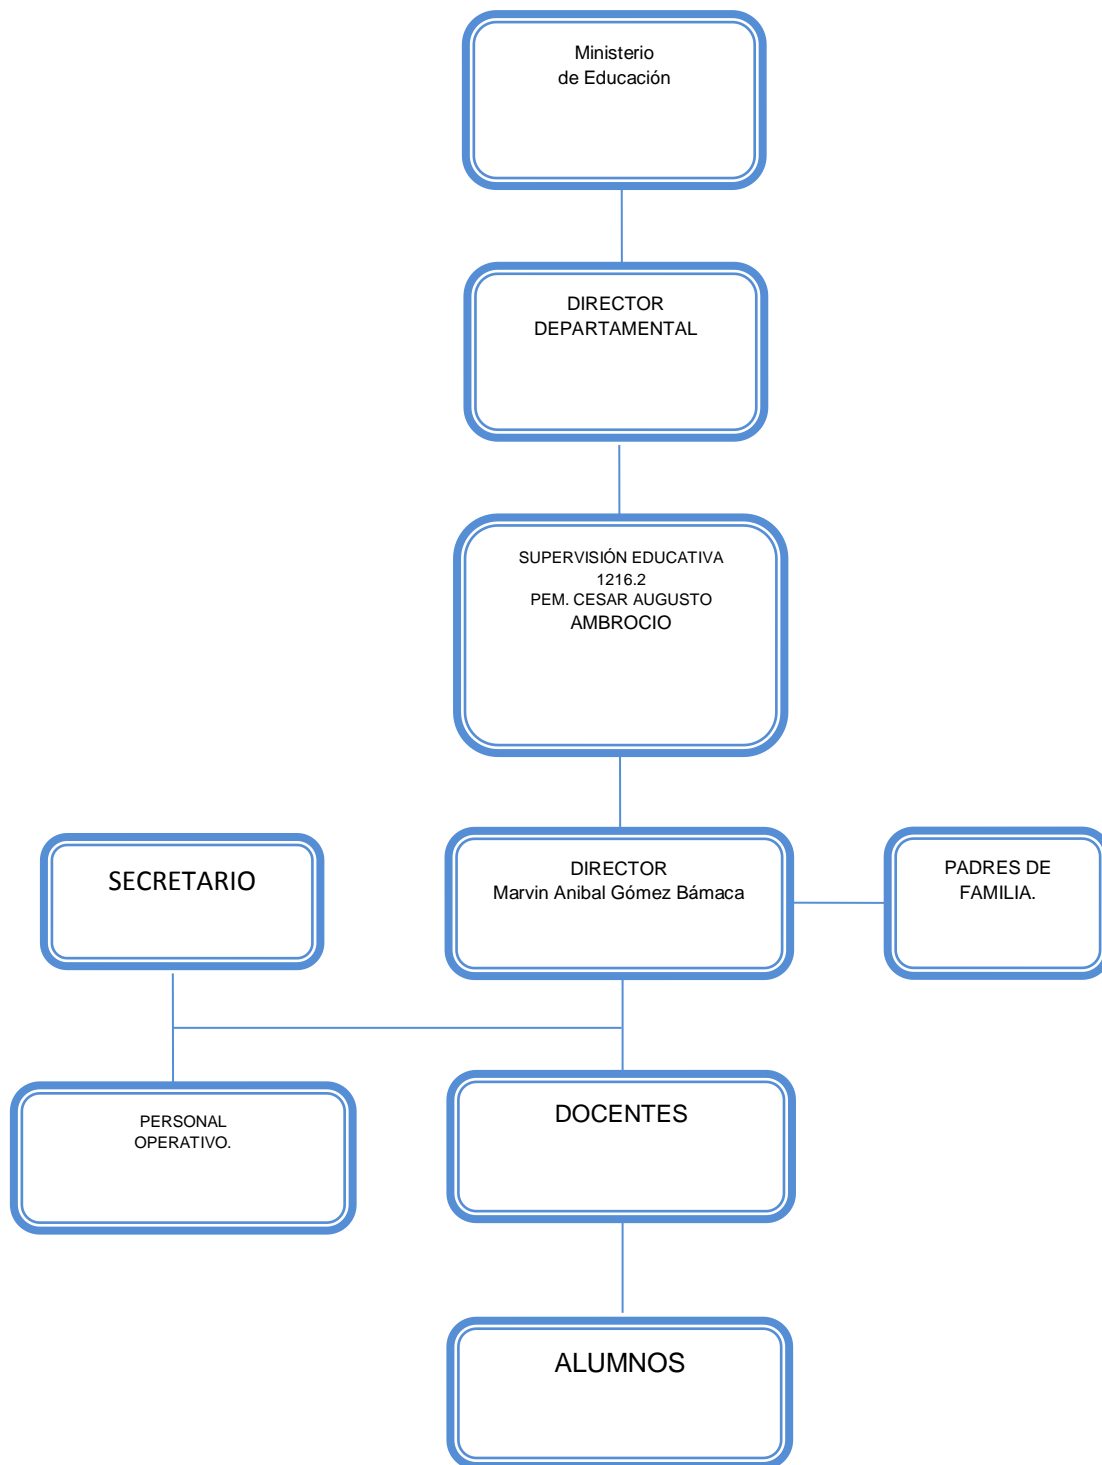 Ministerio
de Educación
DIRECTOR
DEPARTAMENTAL
SUPERVISIÓN EDUCATIVA
1216.2
PEM. CESAR AUGUSTO
AMBROCIO
SECRETARIO
DIRECTOR
Marvin Anibal Gómez Bámaca
PADRES DE
FAMILIA.
PERSONAL
OPERATIVO.
DOCENTES
ALUMNOS